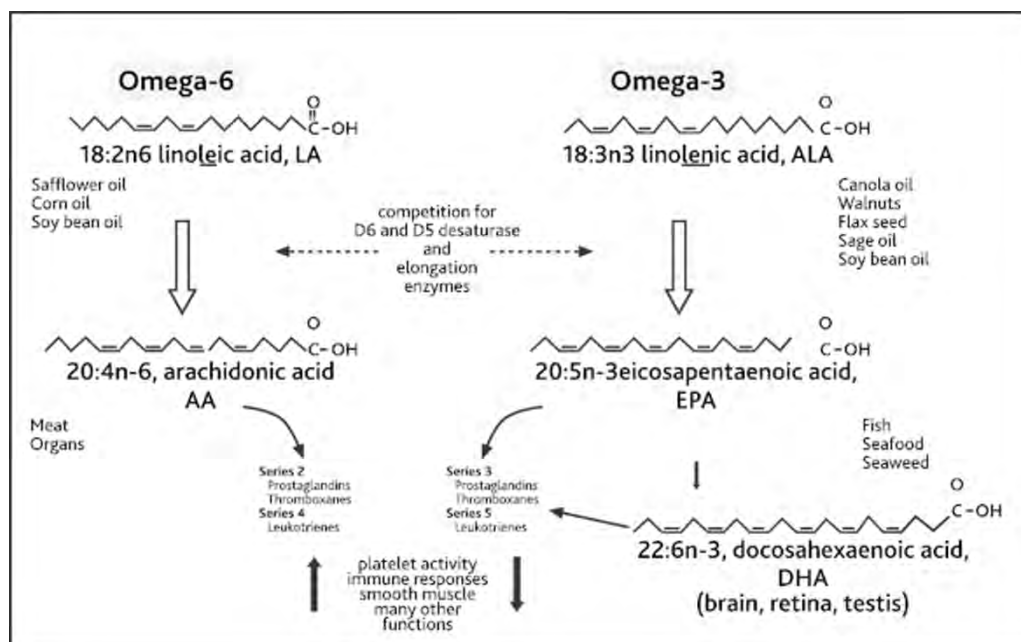 Omega-6
O
C-OH
18:2n6 linoleic acid, LA
Safflower oil
Corn oil
Soy bean oil
Omega-3
O
C-OH
18:3n3 linolenic acid, ALA
Canola oil
Walnuts
Flax seed
Sage oil
Soy bean oil
competition for
D6 and D5 desaturase
and
elongation
enzymes
O
C-OH
20:4n-6, arachidonic acid
AA
Meat
Organs
O
C-OH
20:5n-3eicosapentaenoic acid,
EPA
Fish
Seafood
Seaweed
Series 2
Prostaglandins
Thromboxanes
Series 4
Leukotrienes
Series 3
Prostaglandins
Thromboxanes
Series 5
Leukotrienes
O
C-OH
22:6n-3, docosahexaenoic acid,
DHA
(brain, retina, testis)
platelet activity
immune responses
smooth muscle
many other
functions